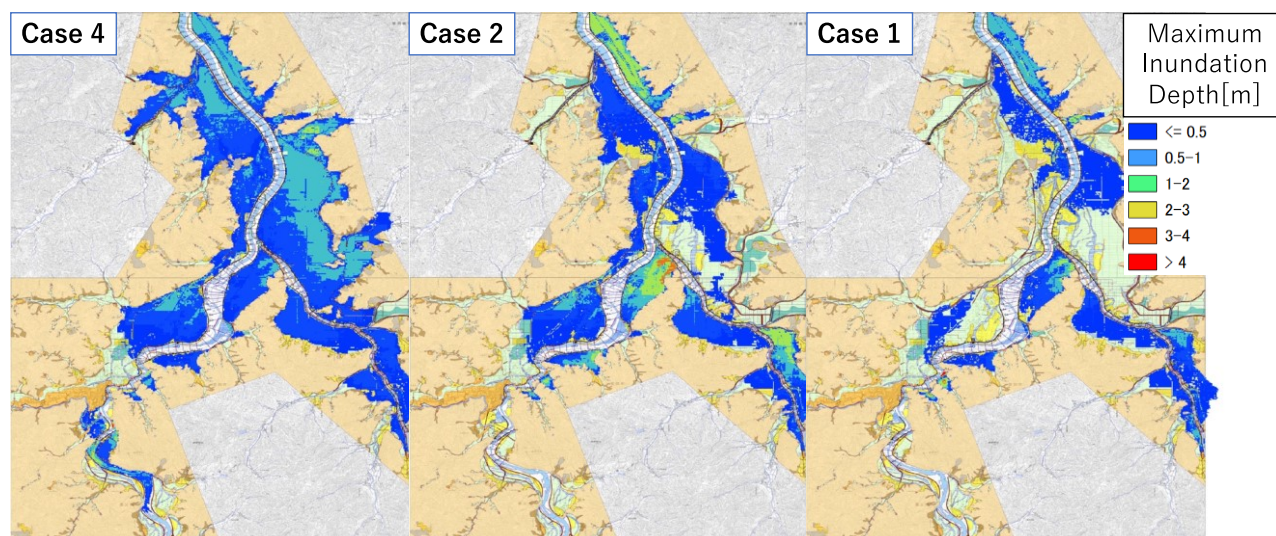 Case 4
Case 2
Case 1
Maximum
Inundation
Depth[m]
<= 0.5
0.5-1
1-2
2-3
3-4
> 4